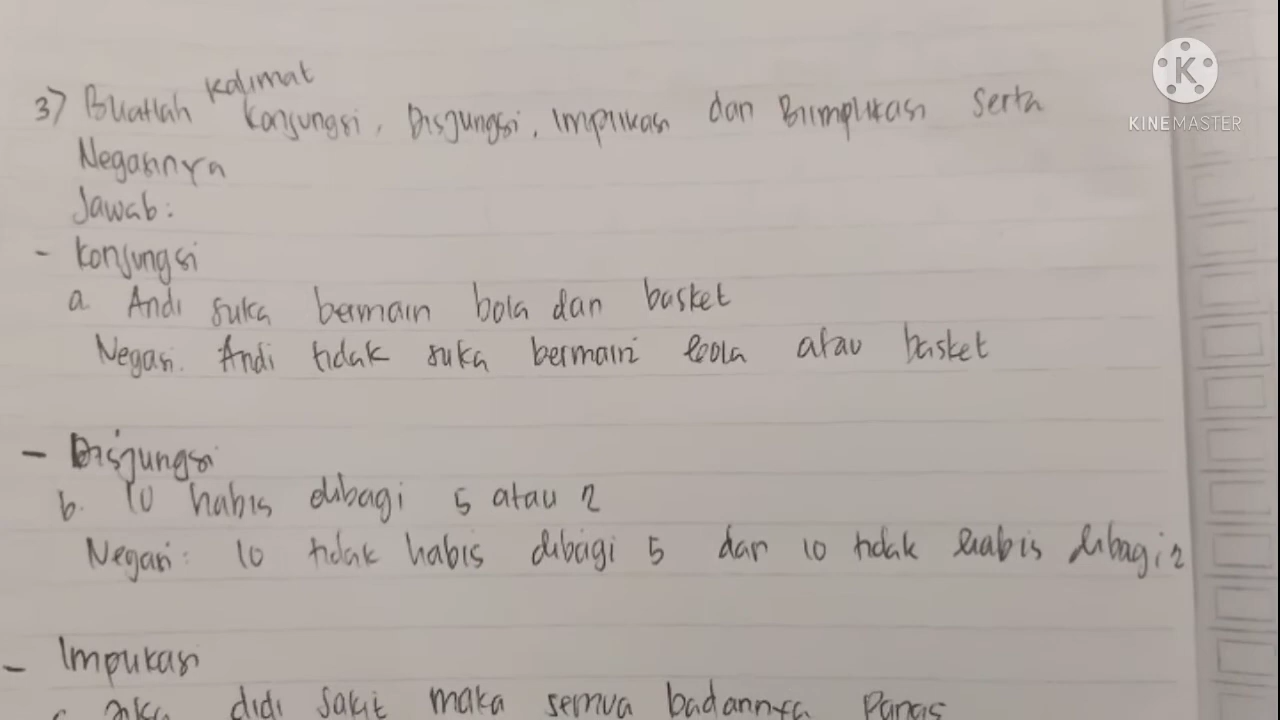 3) Buatlah kalimat Konjungsi, Disjungsi, Implikasi dan Biimplikasi serta
Negasinya
Jawab:
- Konjungsi
a. Andi suka bermain bola dan basket
Negasi. Andi tidak suka bermain bola atau basket
- Disjungsi
b. 10 habis dibagi 5 atau 2
Negasi: 10 tidak habis dibagi 5 dan 10 tidak habis dibagi 2
- Implikasi
c. Jika didi sakit maka semua badannya panas
KINEMASTER